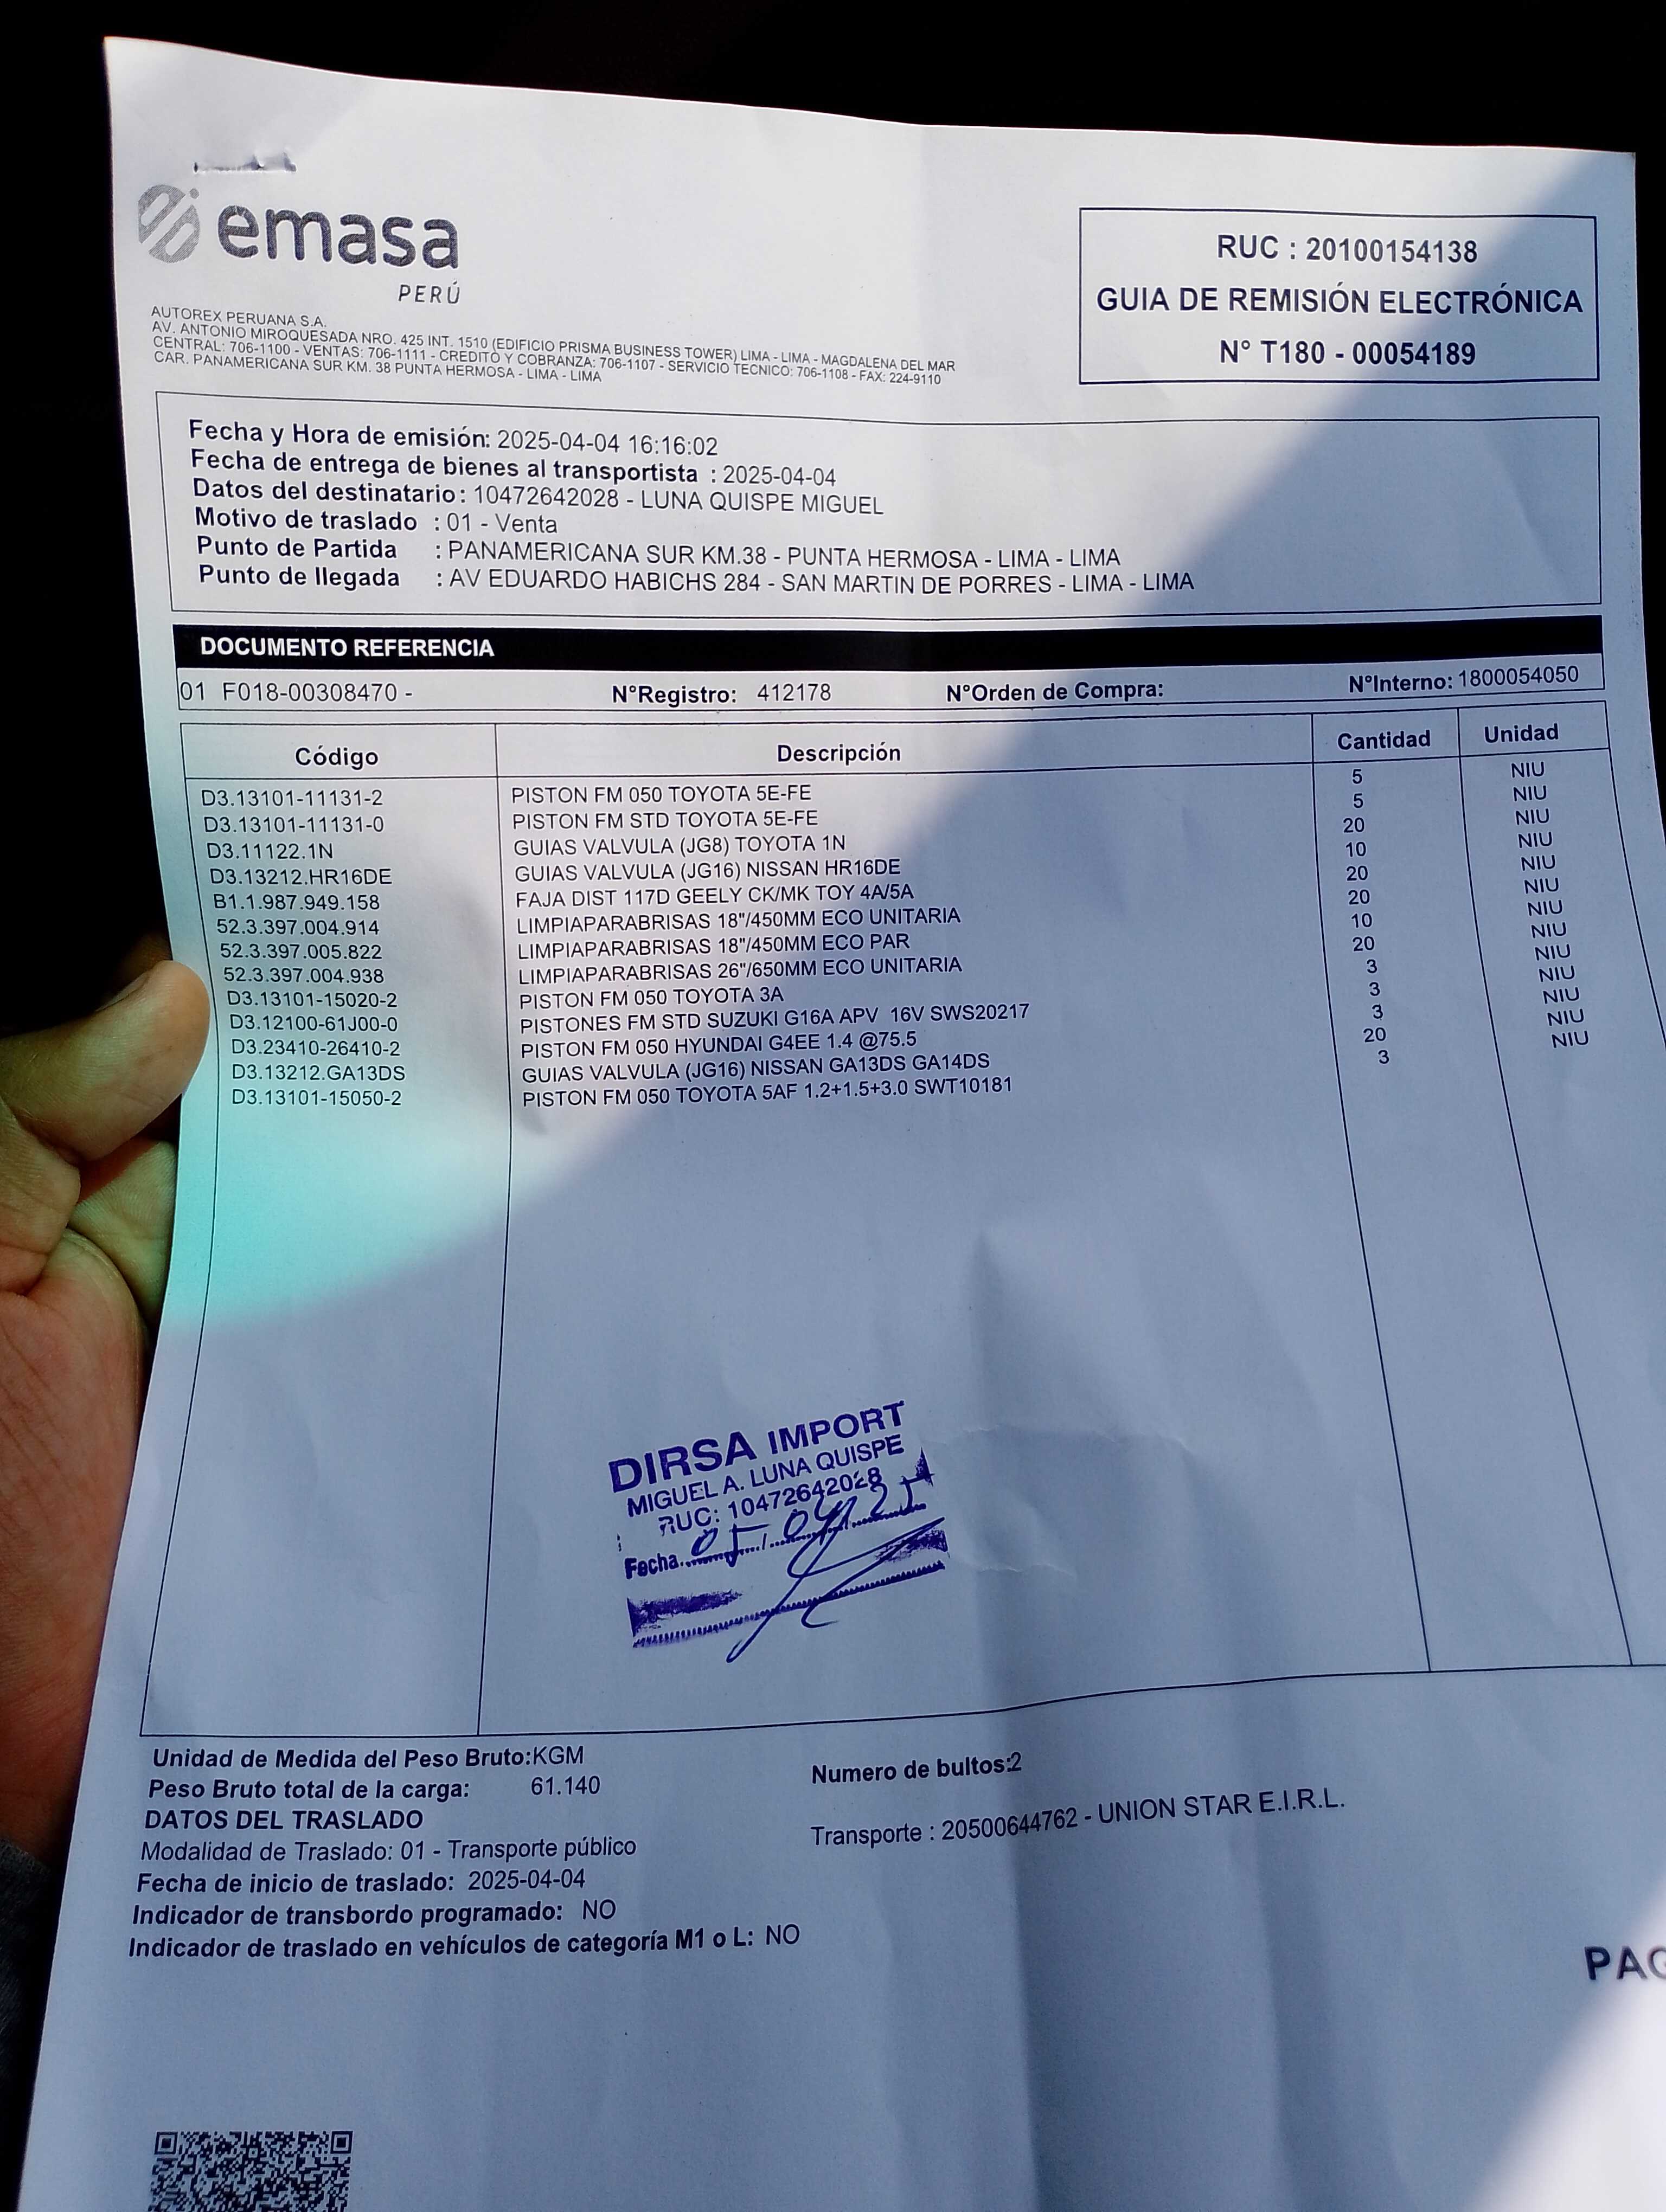 emasa
PERÚ
AUTOREX PERUANA S.A.
AV. ANTONIO MIROQUESADA NRO. 425 INT. 1510 (EDIFICIO PRISMA BUSINESS TOWER) LIMA - LIMA - MAGDALENA DEL MAR
CENTRAL: 706-1100 - VENTAS: 706-1111 - CREDITO Y COBRANZA: 706-1107 - SERVICIO TECNICO: 706-1108 - FAX: 224-9110
CAR. PANAMERICANA SUR KM. 38 PUNTA HERMOSA - LIMA - LIMA
RUC : 20100154138
GUIA DE REMISIÓN ELECTRÓNICA
N° T180 - 00054189
Fecha y Hora de emisión: 2025-04-04 16:16:02
Fecha de entrega de bienes al transportista : 2025-04-04
Datos del destinatario: 10472642028 - LUNA QUISPE MIGUEL
Motivo de traslado : 01 - Venta
Punto de Partida : PANAMERICANA SUR KM.38 - PUNTA HERMOSA - LIMA - LIMA
Punto de llegada : AV EDUARDO HABICHS 284 - SAN MARTIN DE PORRES - LIMA - LIMA
DOCUMENTO REFERENCIA
01 F018-00308470 - N°Registro: 412178 N°Orden de Compra: N°Interno: 1800054050
Código Descripción Cantidad Unidad
D3.13101-11131-2 PISTON FM 050 TOYOTA 5E-FE 5 NIU
D3.13101-11131-0 PISTON FM STD TOYOTA 5E-FE 5 NIU
D3.11122.1N GUIAS VALVULA (JG8) TOYOTA 1N 20 NIU
D3.13212.HR16DE GUIAS VALVULA (JG16) NISSAN HR16DE 10 NIU
B1.1.987.949.158 FAJA DIST 117D GEELY CK/MK TOY 4A/5A 20 NIU
52.3.397.004.914 LIMPIAPARABRISAS 18"/450MM ECO UNITARIA 20 NIU
52.3.397.005.822 LIMPIAPARABRISAS 18"/450MM ECO PAR 10 NIU
52.3.397.004.938 LIMPIAPARABRISAS 26"/650MM ECO UNITARIA 20 NIU
D3.13101-15020-2 PISTON FM 050 TOYOTA 3A 3 NIU
D3.12100-61J00-0 PISTONES FM STD SUZUKI G16A APV 16V SWS20217 3 NIU
D3.23410-26410-2 PISTON FM 050 HYUNDAI G4EE 1.4 @75.5 3 NIU
D3.13212.GA13DS GUIAS VALVULA (JG16) NISSAN GA13DS GA14DS 20 NIU
D3.13101-15050-2 PISTON FM 050 TOYOTA 5AF 1.2+1.5+3.0 SWT10181 3 NIU
DIRSA IMPORT
MIGUEL A. LUNA QUISPE
RUC: 10472642028
Fecha 05/04/25
Unidad de Medida del Peso Bruto:KGM
Peso Bruto total de la carga: 61.140
Numero de bultos:2
DATOS DEL TRASLADO
Modalidad de Traslado: 01 - Transporte público
Transporte : 20500644762 - UNION STAR E.I.R.L.
Fecha de inicio de traslado: 2025-04-04
Indicador de transbordo programado: NO
Indicador de traslado en vehículos de categoría M1 o L: NO